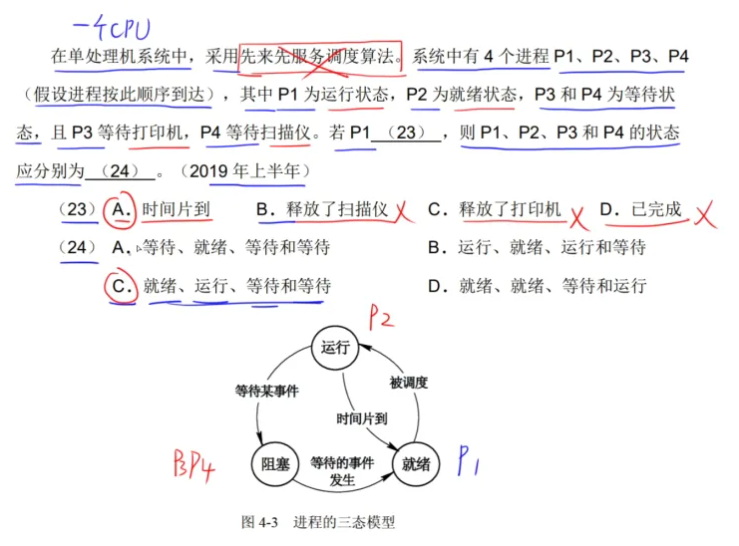 一个CPU
在单处理机系统中，采用先来先服务调度算法。系统中有 4 个进程 P1、P2、P3、P4
（假设进程按此顺序到达），其中 P1 为运行状态，P2 为就绪状态，P3 和 P4 为等待状
态，且 P3 等待打印机，P4 等待扫描仪。若 P1 （23） ，则 P1、P2、P3 和 P4 的状态
应分别为 （24） 。（2019 年上半年）
（23）A．时间片到 B．释放了扫描仪 C．释放了打印机 D．已完成
（24）A．等待、就绪、等待和等待 B．运行、就绪、运行和等待
C．就绪、运行、等待和等待 D．就绪、就绪、等待和运行
P2
运行
等待某事件
被调度
时间片到
P3P4
阻塞
等待的事件
发生
就绪
P1
图 4-3 进程的三态模型